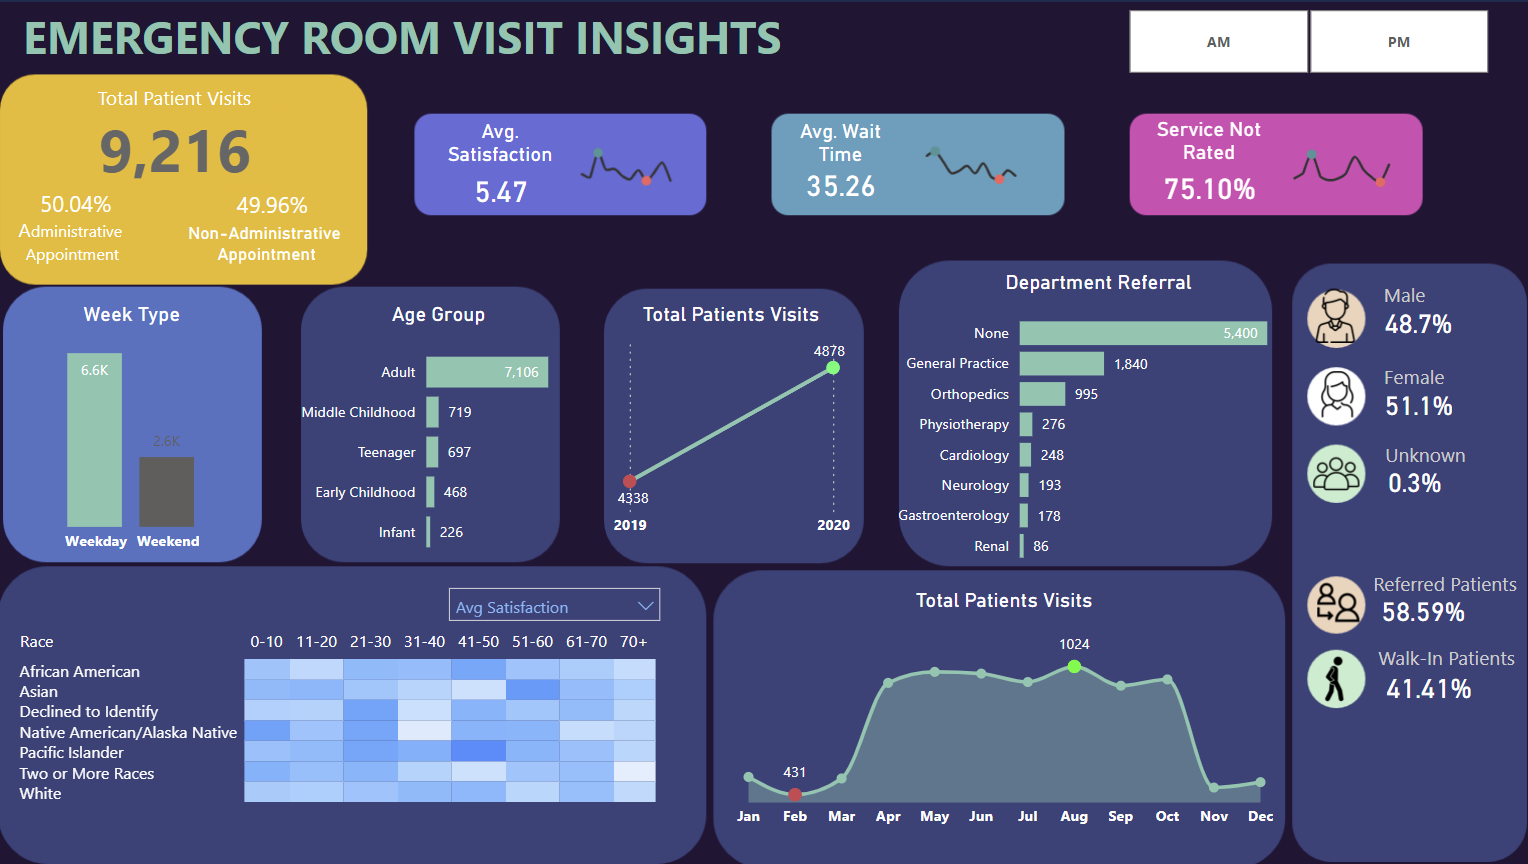 EMERGENCY ROOM VISIT INSIGHTS
AM
PM
Total Patient Visits
9,216
50.04%
Administrative
Appointment
49.96%
Non-Administrative
Appointment
Avg.
Satisfaction
5.47
Avg. Wait
Time
35.26
Service Not
Rated
75.10%
Week Type
6.6K
2.6K
Weekday
Weekend
Age Group
Adult
7,106
Middle Childhood
719
Teenager
697
Early Childhood
468
Infant
226
Total Patients Visits
4878
4338
2019
2020
Department Referral
None
5,400
General Practice
1,840
Orthopedics
995
Physiotherapy
276
Cardiology
248
Neurology
193
Gastroenterology
178
Renal
86
Male
48.7%
Female
51.1%
Unknown
0.3%
Referred Patients
58.59%
Walk-In Patients
41.41%
Avg Satisfaction
Race
0-10
11-20
21-30
31-40
41-50
51-60
61-70
70+
African American
Asian
Declined to Identify
Native American/Alaska Native
Pacific Islander
Two or More Races
White
Total Patients Visits
1024
431
Jan
Feb
Mar
Apr
May
Jun
Jul
Aug
Sep
Oct
Nov
Dec